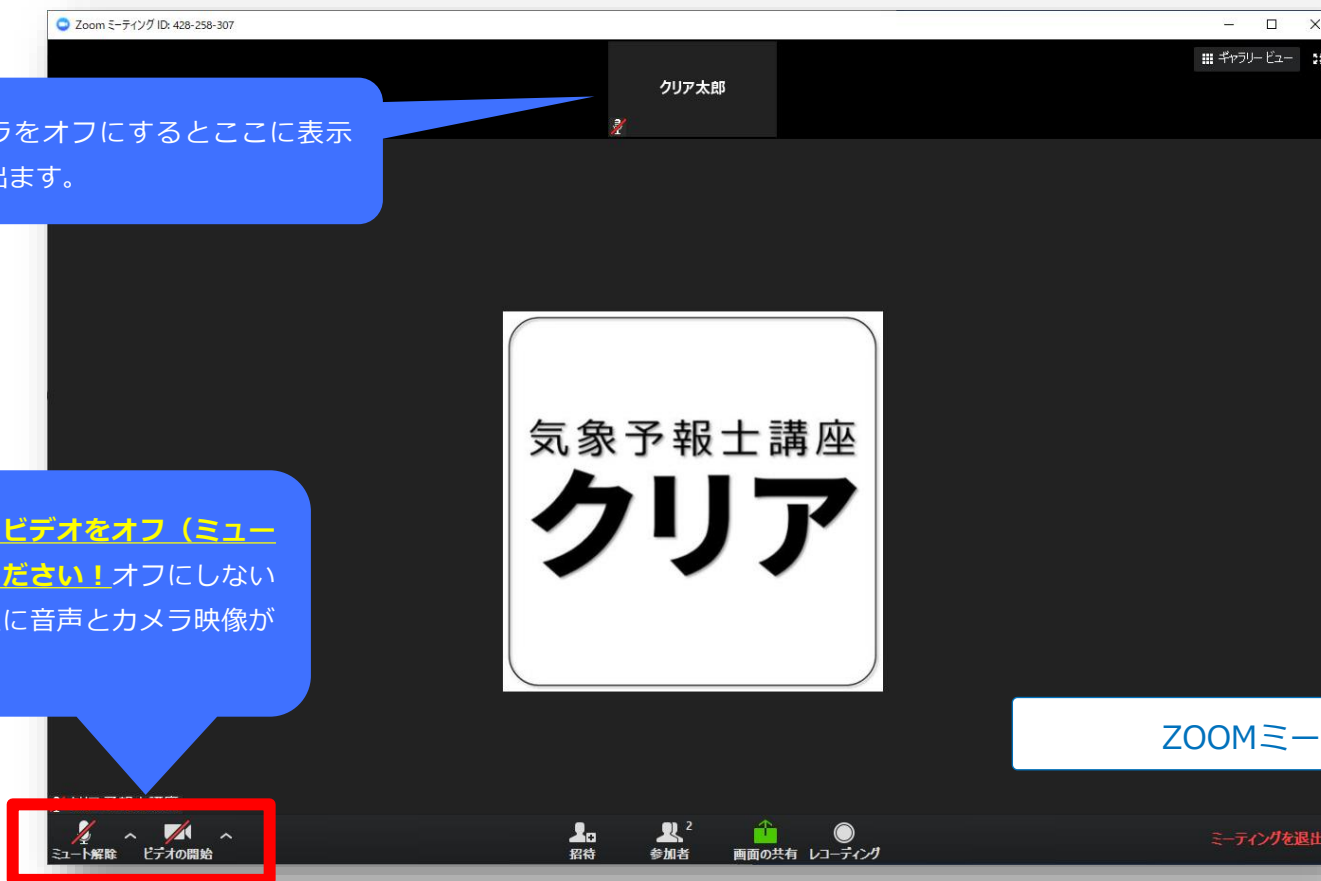 Zoom ミーティング ID: 428-258-307
ギャラリー ビュー
クリア太郎
ラをオフにするとここに表示
出ます。
気象予報士講座
クリア
ビデオをオフ（ミュー
ださい！オフにしない
に音声とカメラ映像が
ZOOMミー
ミュート解除
ビデオの開始
招待
参加者 2
画面の共有
レコーディング
ミーティングを退出